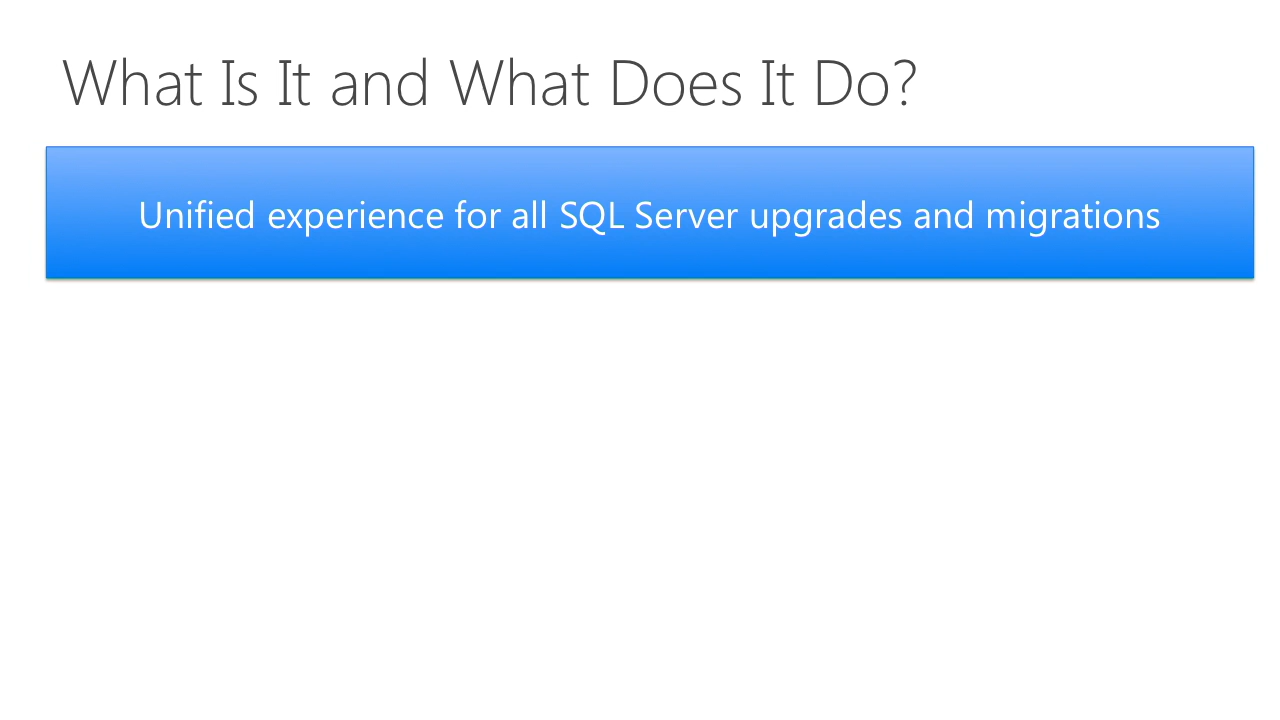 What Is It and What Does It Do?
Unified experience for all SQL Server upgrades and migrations